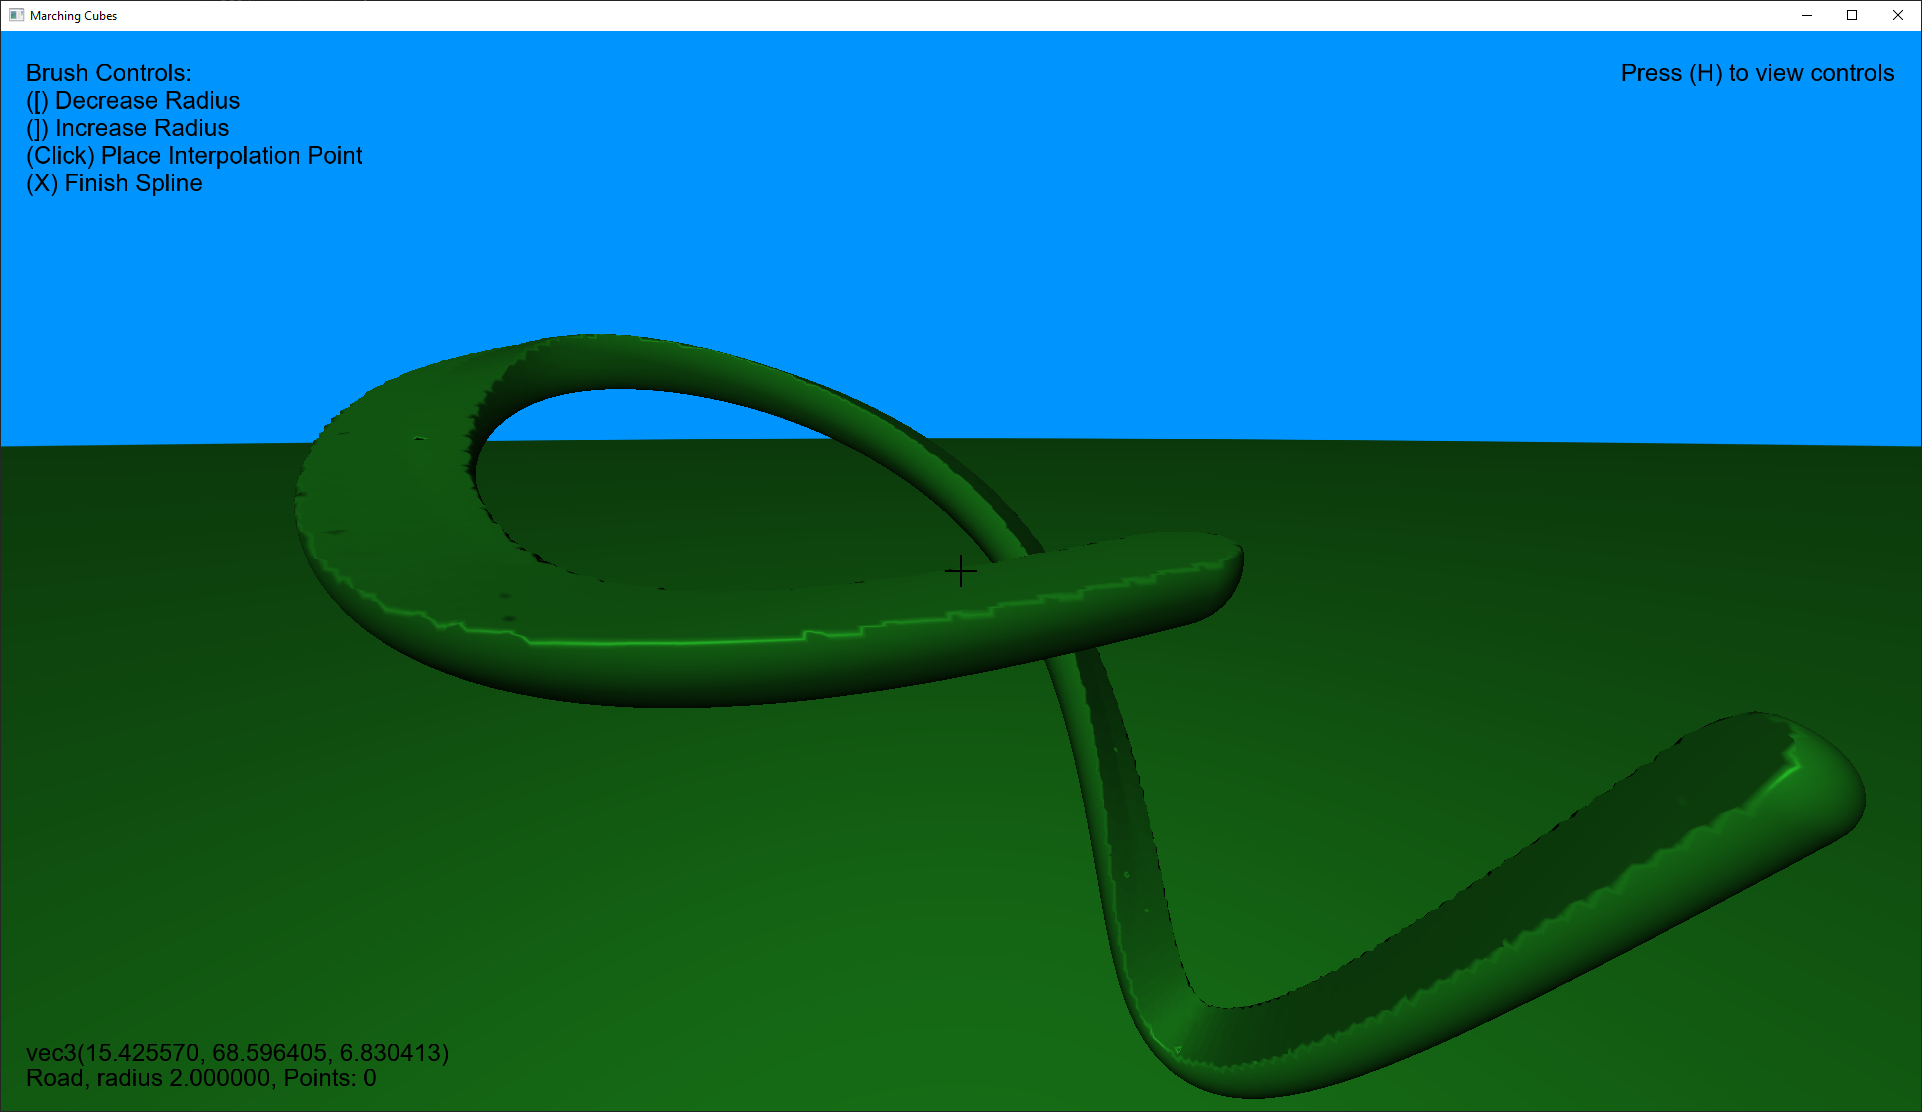 Marching Cubes
Brush Controls:
([) Decrease Radius
(]) Increase Radius
(Click) Place Interpolation Point
(X) Finish Spline
Press (H) to view controls
vec3(15.425570, 68.596405, 6.830413)
Road, radius 2.000000, Points: 0